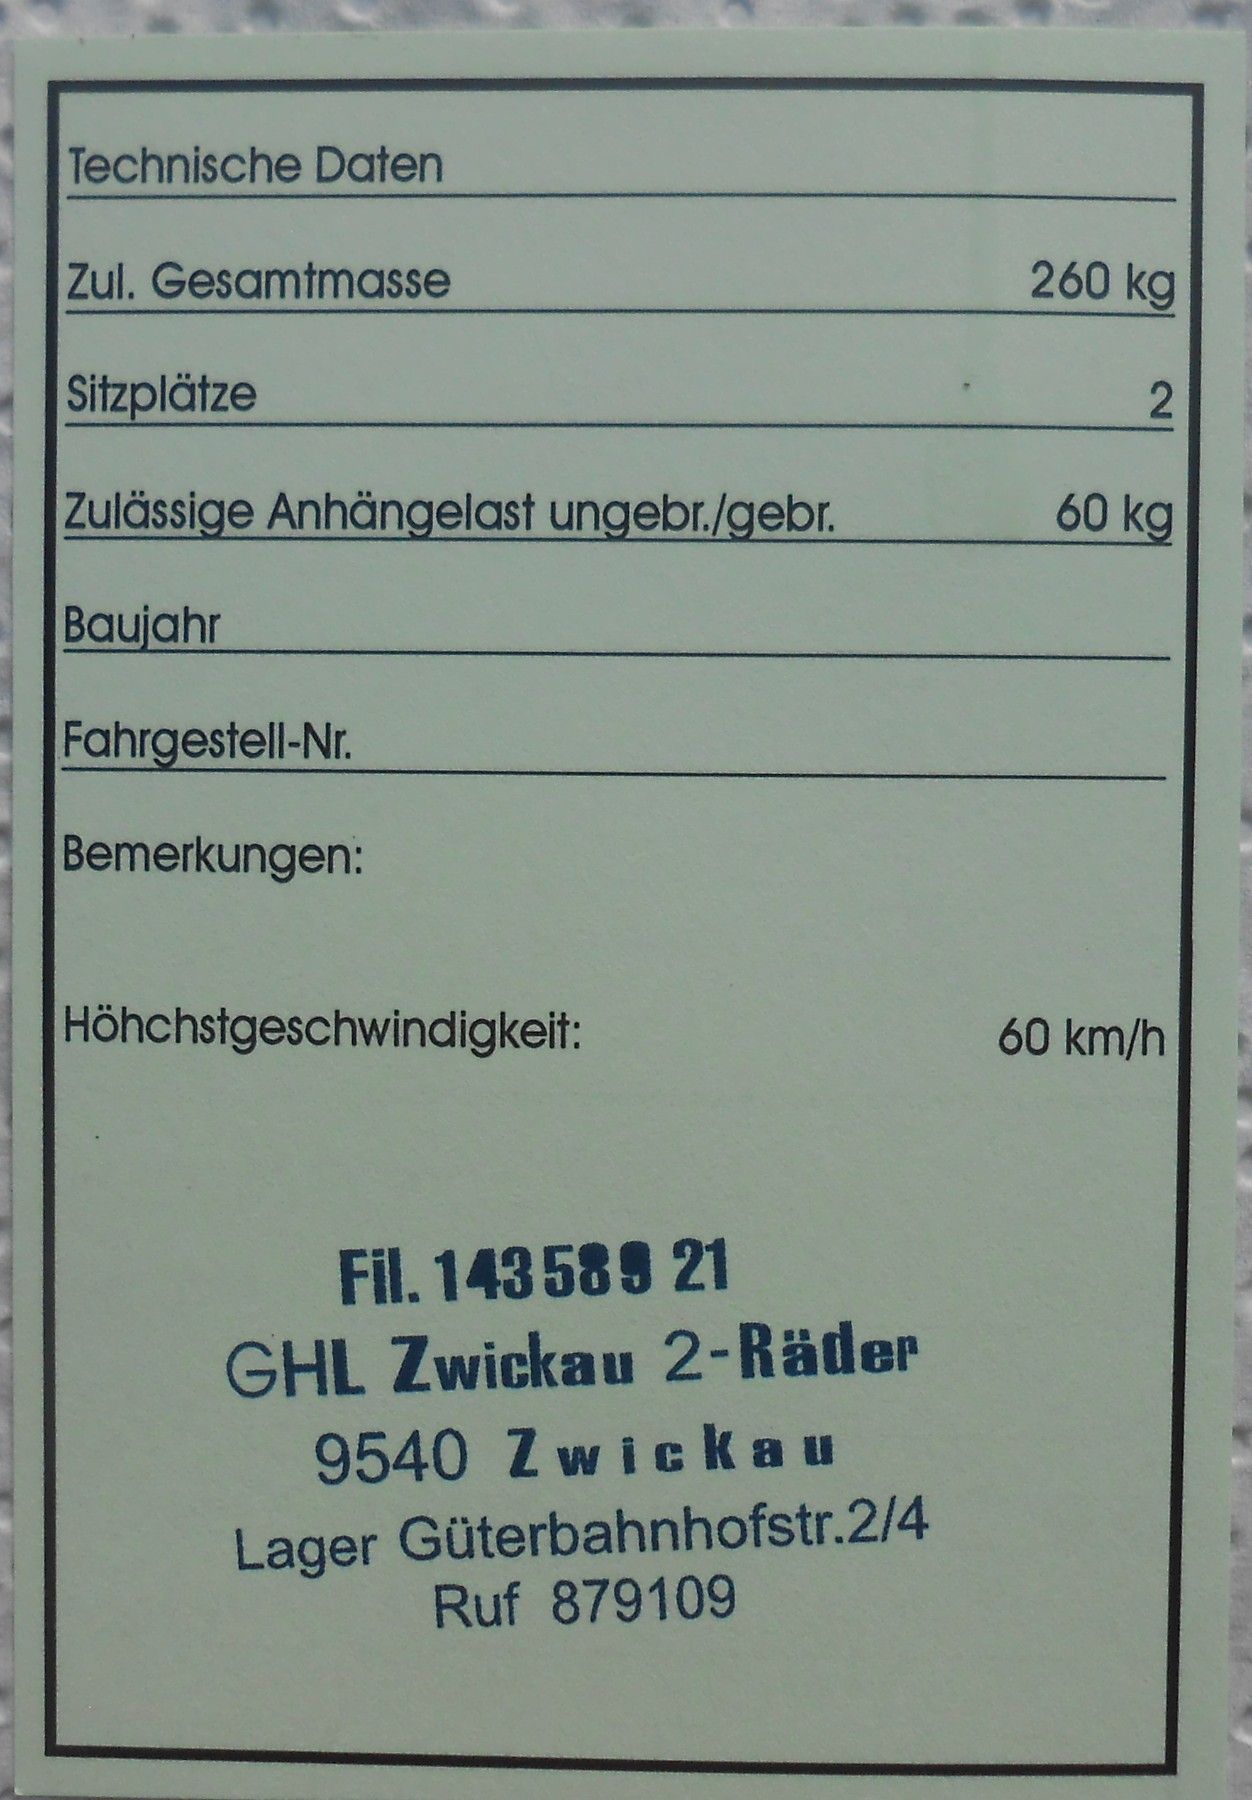 Technische Daten
Zul. Gesamtmasse 260 kg
Sitzplätze 2
Zulässige Anhängelast ungebr./gebr. 60 kg
Baujahr
Fahrgestell-Nr.
Bemerkungen:
Höhchstgeschwindigkeit: 60 km/h
Fil. 143589 21
GHL Zwickau 2-Räder
9540 Zwickau
Lager Güterbahnhofstr.2/4
Ruf 879109